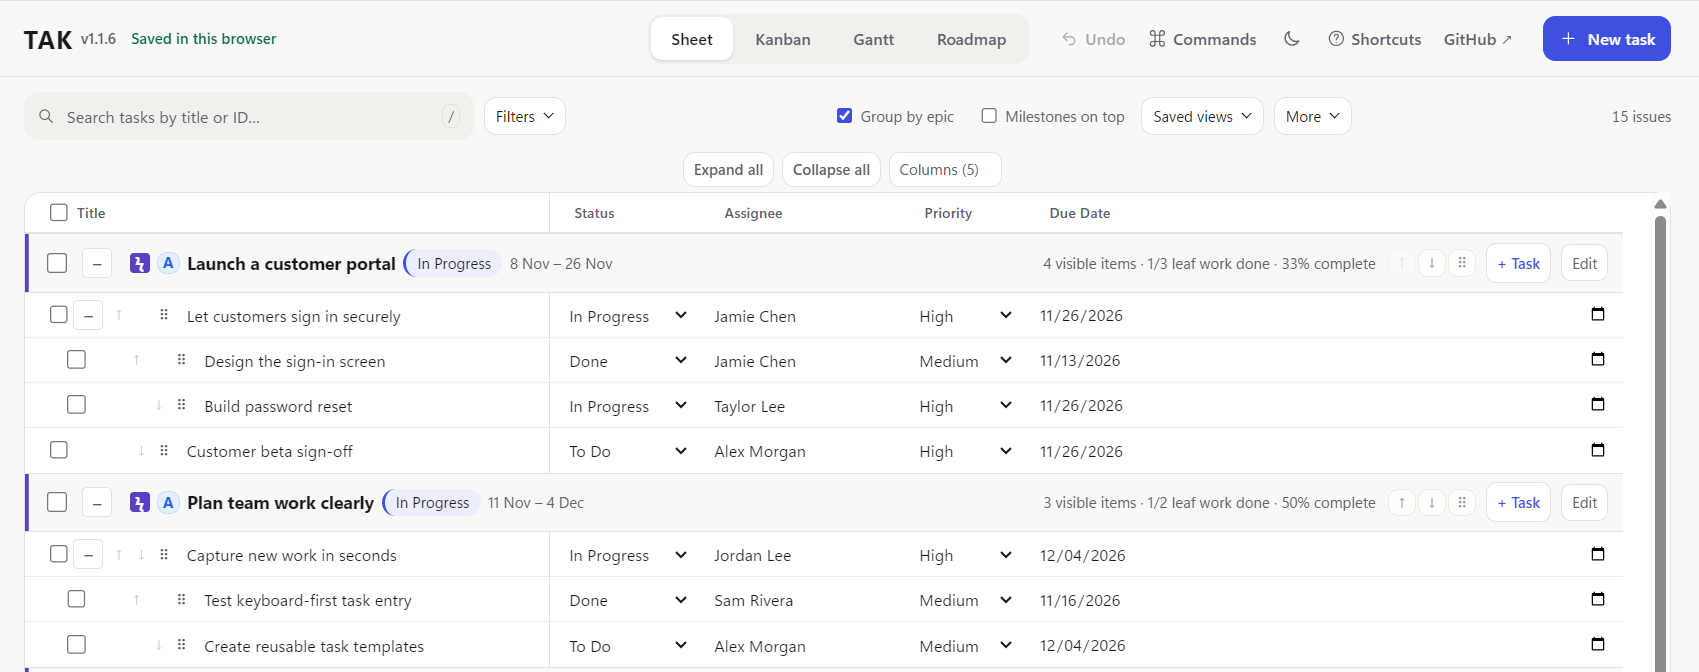 TAK v1.1.6 Saved in this browser Sheet Kanban Gantt Roadmap Undo Commands Shortcuts GitHub ↗ + New task
Search tasks by title or ID... / Filters Group by epic Milestones on top Saved views More 15 issues
Expand all Collapse all Columns (5)
Title Status Assignee Priority Due Date
– A Launch a customer portal In Progress 8 Nov – 26 Nov 4 visible items · 1/3 leaf work done · 33% complete ↑ ↓ + Task Edit
– ↑ Let customers sign in securely In Progress Jamie Chen High 11/26/2026
↑ Design the sign-in screen Done Jamie Chen Medium 11/13/2026
↓ Build password reset In Progress Taylor Lee High 11/26/2026
↓ Customer beta sign-off To Do Alex Morgan High 11/26/2026
– A Plan team work clearly In Progress 11 Nov – 4 Dec 3 visible items · 1/2 leaf work done · 50% complete ↑ ↓ + Task Edit
– ↑ ↓ Capture new work in seconds In Progress Jordan Lee High 12/04/2026
↑ Test keyboard-first task entry Done Sam Rivera Medium 11/16/2026
↓ Create reusable task templates To Do Alex Morgan Medium 12/04/2026